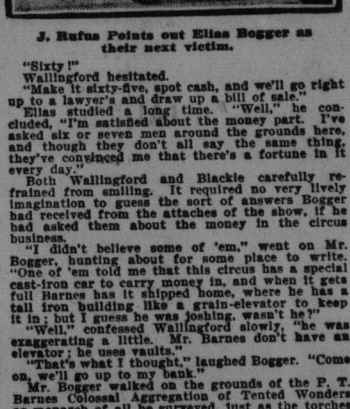 J. Rufus Points out Elias Bogger as
their next victim.
"Sixty!"
Wallingford hesitated.
"Make it sixty-five, spot cash, and we'll go right
up to a lawyer's and draw up a bill of sale."
Elias studied a long time. "Well," he con-
cluded, "I'm satisfied about the money part. I've
asked six or seven men around the grounds here,
and though they don't all say the same thing,
they've convinced me that there's a fortune in it
every day."
Both Wallingford and Blackie carefully re-
frained from smiling. It required no very lively
imagination to guess the sort of answers Bogger
had received from the attaches of the show, if he
had asked them about the money in the circus
business.
"I didn't believe some of 'em," went on Mr.
Bogger, hunting about for some place to write.
"One of 'em told me that this circus has a special
cast-iron car to carry money in, and when it gets
full Barnes has it shipped home, where he has a
tall iron building like a grain-elevator to keep
it in; but I guess he was joshing, wasn't he?"
"Well," confessed Wallingford slowly, "he was
exaggerating a little. Mr. Barnes don't have an
elevator; he uses vaults."
"That's what I thought," laughed Bogger. "Come
on, we'll go up to my bank."
Mr. Bogger walked on the grounds of the P. T.
Barnes Colossal Aggregation of Tented Wonders
as monarch of all he surveyed, just as the torches